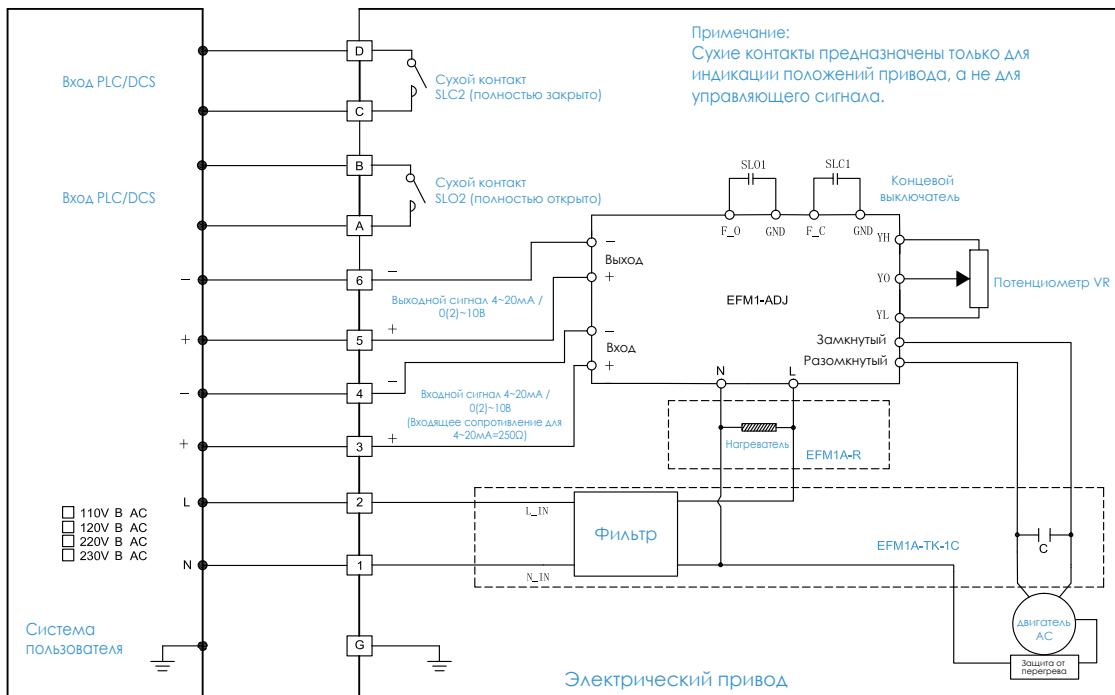 Примечание:
Сухие контакты предназначены только для
индикации положений привода, а не для
управляющего сигнала.
Вход PLC/DCS
D
Сухой контакт
SLC2 (полностью закрыто)
C
Вход PLC/DCS
B
Сухой контакт
SLO2 (полностью открыто)
A
SLO1
SLC1
Концевой
выключатель
F_O
GND
F_C
GND
YH
YO
YL
Потенциометр VR
−
6
−
−
Выход
+
Выходной сигнал 4~20мА /
0(2)~10В
EFM1-ADJ
+
5
+
−
Вход
+
Замкнутый
Разомкнутый
−
4
−
Входной сигнал 4~20мА /
0(2)~10В
(Входящее сопротивление для
4~20мА=250Ω)
+
3
+
N
L
Нагреватель
EFM1A-R
L
2
L_IN
110V В AC
120V В AC
220V В AC
230V В AC
Фильтр
EFM1A-TK-1C
C
N
1
N_IN
двигатель
АС
Защита от
перегрева
Система
пользователя
G
Электрический привод